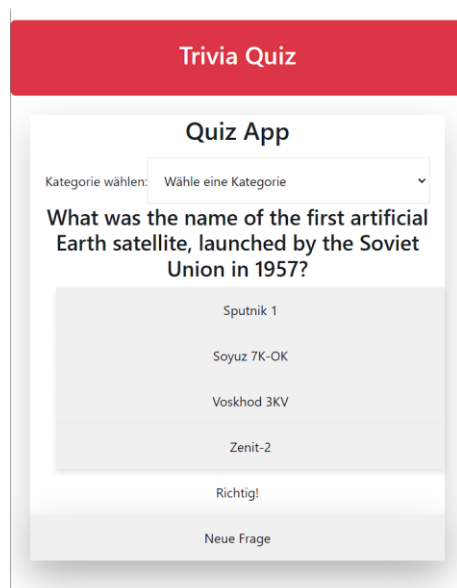 Trivia Quiz
Quiz App
Kategorie wählen: Wähle eine Kategorie
What was the name of the first artificial
Earth satellite, launched by the Soviet
Union in 1957?
Sputnik 1
Soyuz 7K-OK
Voskhod 3KV
Zenit-2
Richtig!
Neue Frage